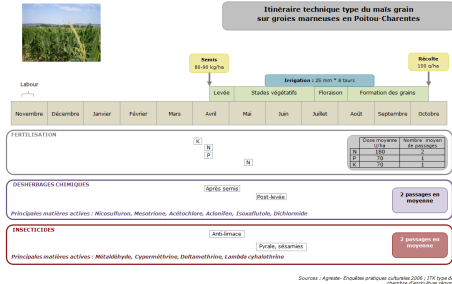 Itinéraire technique type du maïs grain
sur groies marneuses en Poitou-Charentes
Semis
80-90 kg/ha
Récolte
100 q/ha
Labour
Irrigation : 25 mm * 8 tours
Levée Stades végétatifs Floraison Formation des grains
Novembre Décembre Janvier Février Mars Avril Mai Juin Juillet Août Septembre Octobre
FERTILISATION
K
N
P
N
Dose moyenne U/ha Nombre moyen de passages
N 180 2
P 70 1
K 70 1
DESHERBAGES CHIMIQUES
Après semis
Post-levée
2 passages en
moyenne
Principales matières actives : Nicosulfuron, Mesotrione, Acétochlore, Aclonifen, Isoxaflutole, Dichlormide
INSECTICIDES
Anti-limace
Pyrale, sésamies
2 passages en
moyenne
Principales matières actives : Métaldéhyde, Cyperméthrine, Deltamethrine, Lambda cyhalothrine
Sources : Agreste- Enquêtes pratiques culturales 2006 ; ITK type de
chambre d'agriculture